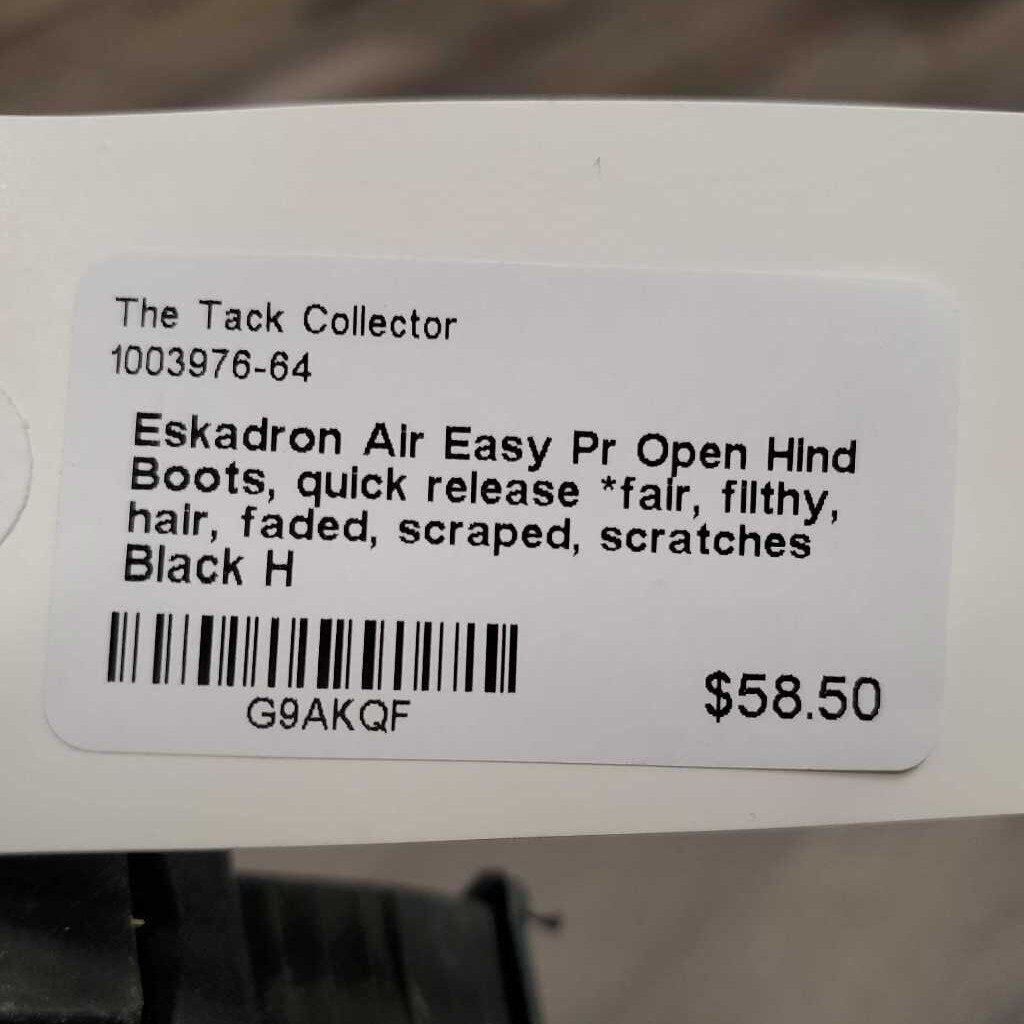 The Tack Collector
1003976-64
Eskadron Air Easy Pr Open Hind
Boots, quick release *fair, filthy,
hair, faded, scraped, scratches
Black H
G9AKQF
$58.50